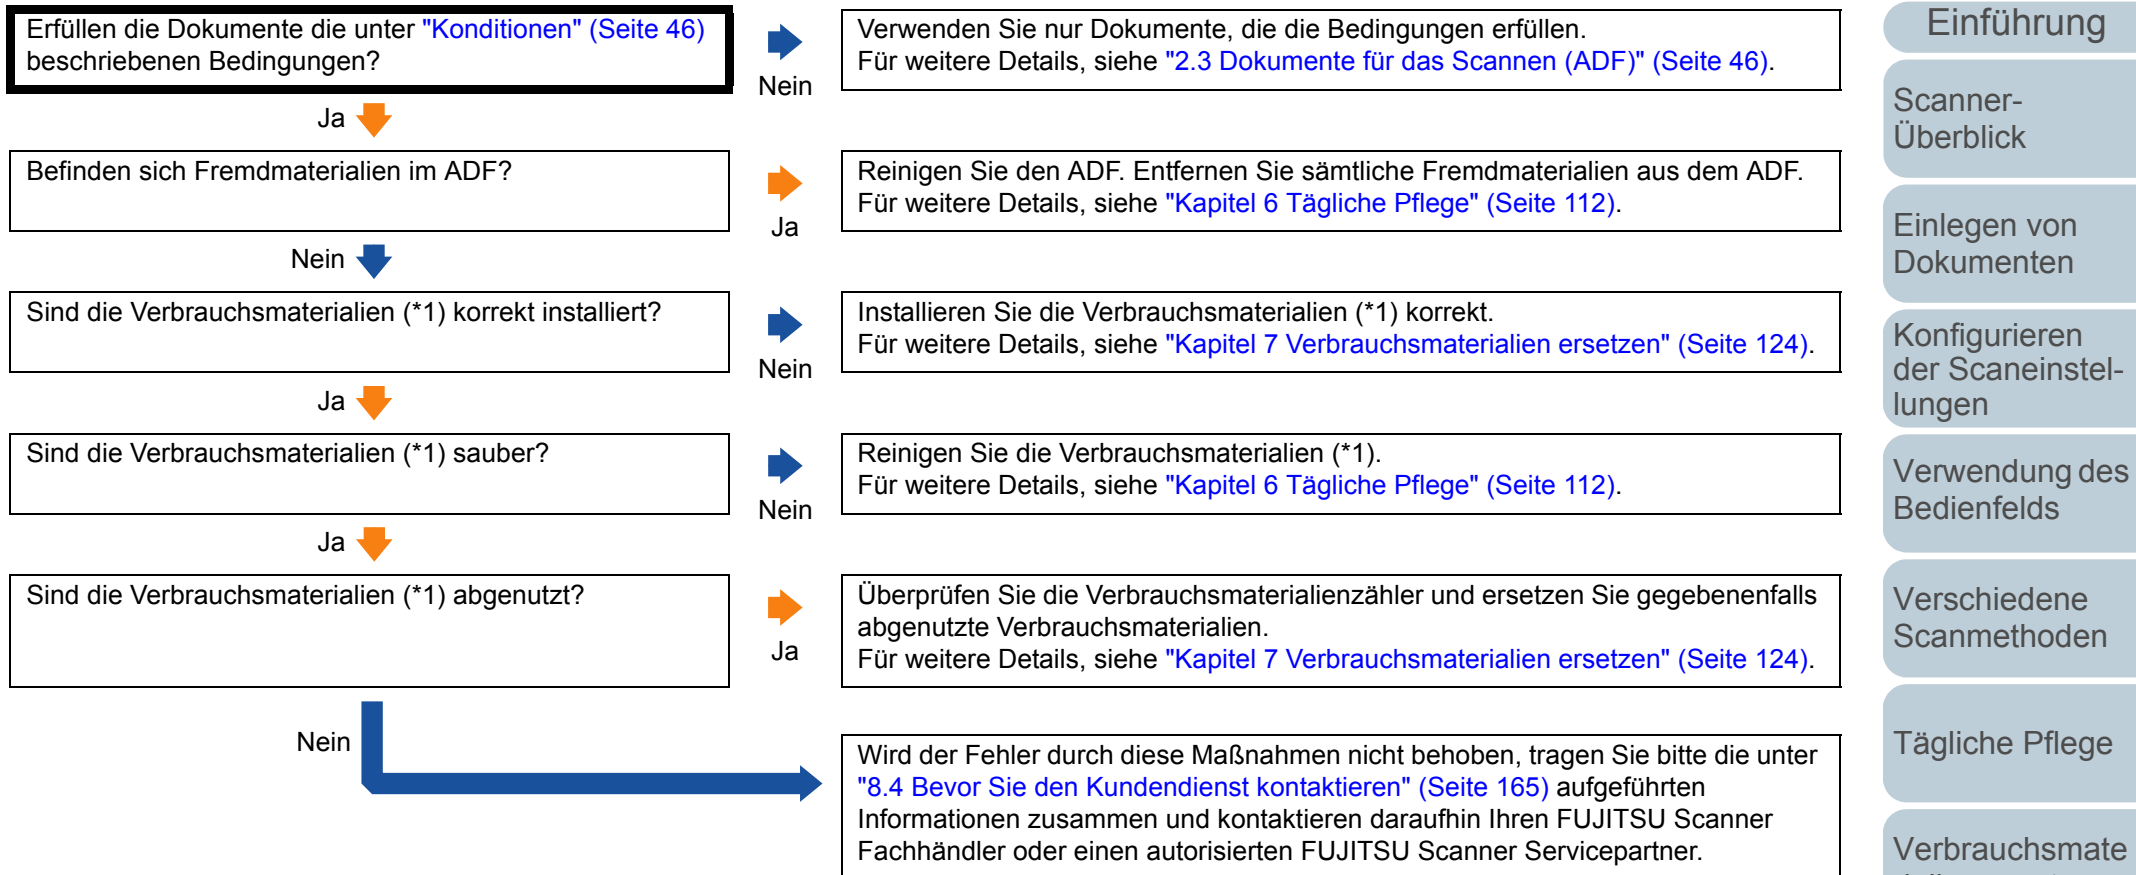 Erfüllen die Dokumente die unter "Konditionen" (Seite 46)
beschriebenen Bedingungen?
Nein
Verwenden Sie nur Dokumente, die die Bedingungen erfüllen.
Für weitere Details, siehe "2.3 Dokumente für das Scannen (ADF)" (Seite 46).
Ja
Befinden sich Fremdmaterialien im ADF?
Ja
Reinigen Sie den ADF. Entfernen Sie sämtliche Fremdmaterialien aus dem ADF.
Für weitere Details, siehe "Kapitel 6 Tägliche Pflege" (Seite 112).
Nein
Sind die Verbrauchsmaterialien (*1) korrekt installiert?
Nein
Installieren Sie die Verbrauchsmaterialien (*1) korrekt.
Für weitere Details, siehe "Kapitel 7 Verbrauchsmaterialien ersetzen" (Seite 124).
Ja
Sind die Verbrauchsmaterialien (*1) sauber?
Nein
Reinigen Sie die Verbrauchsmaterialien (*1).
Für weitere Details, siehe "Kapitel 6 Tägliche Pflege" (Seite 112).
Ja
Sind die Verbrauchsmaterialien (*1) abgenutzt?
Ja
Überprüfen Sie die Verbrauchsmaterialienzähler und ersetzen Sie gegebenenfalls
abgenutzte Verbrauchsmaterialien.
Für weitere Details, siehe "Kapitel 7 Verbrauchsmaterialien ersetzen" (Seite 124).
Nein
Wird der Fehler durch diese Maßnahmen nicht behoben, tragen Sie bitte die unter
"8.4 Bevor Sie den Kundendienst kontaktieren" (Seite 165) aufgeführten
Informationen zusammen und kontaktieren daraufhin Ihren FUJITSU Scanner
Fachhändler oder einen autorisierten FUJITSU Scanner Servicepartner.
Einführung
Scanner-
Überblick
Einlegen von
Dokumenten
Konfigurieren
der Scaneinstel-
lungen
Verwendung des
Bedienfelds
Verschiedene
Scanmethoden
Tägliche Pflege
Verbrauchsmate